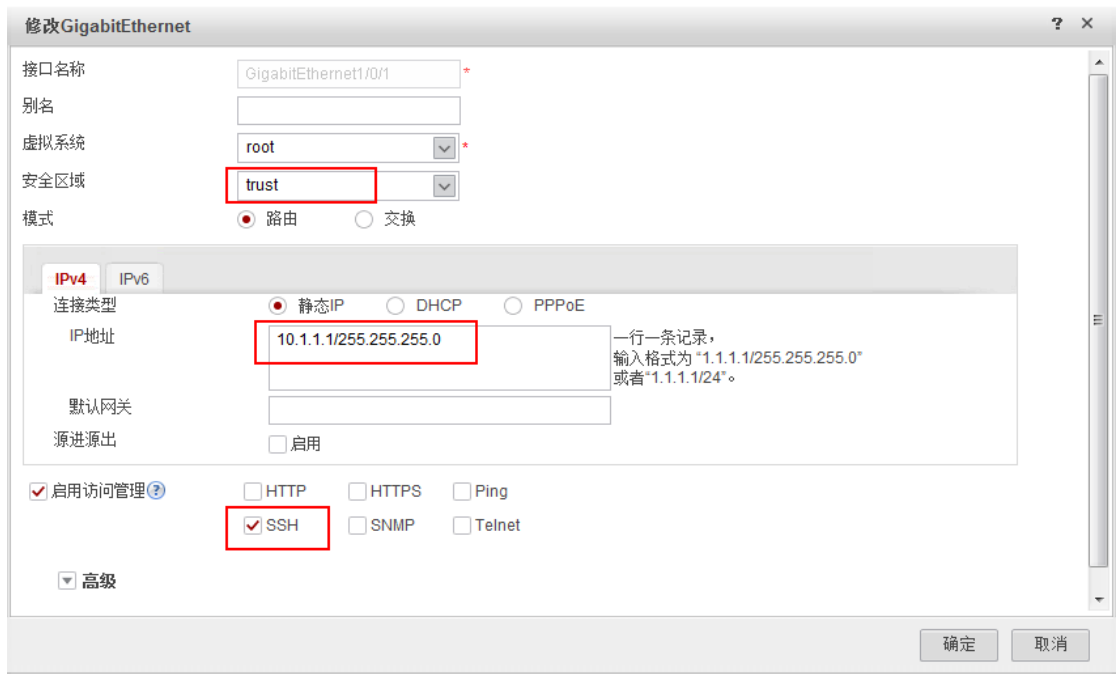 修改GigabitEthernet ? ×
接口名称 GigabitEthernet1/0/1 *
别名
虚拟系统 root *
安全区域 trust
模式 路由 交换
IPv4 IPv6
连接类型 静态IP DHCP PPPoE
IP地址 10.1.1.1/255.255.255.0 一行一条记录，
输入格式为 “1.1.1.1/255.255.255.0”
或者“1.1.1.1/24”。
默认网关
源进源出 启用
启用访问管理 ? HTTP HTTPS Ping
SSH SNMP Telnet
高级
确定 取消